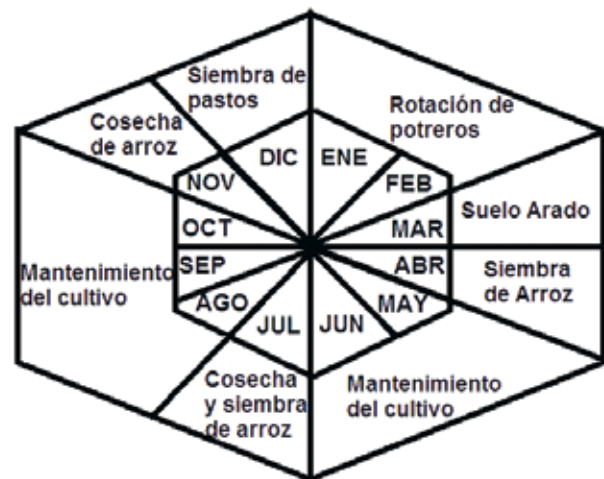 Siembra de
pastos
Rotación de
potreros
Cosecha
de arroz
DIC
ENE
NOV
FEB
OCT
MAR
Suelo Arado
SEP
ABR
Mantenimiento
del cultivo
Siembra
de Arroz
AGO
MAY
JUL
JUN
Cosecha
y siembra
de arroz
Mantenimiento
del cultivo